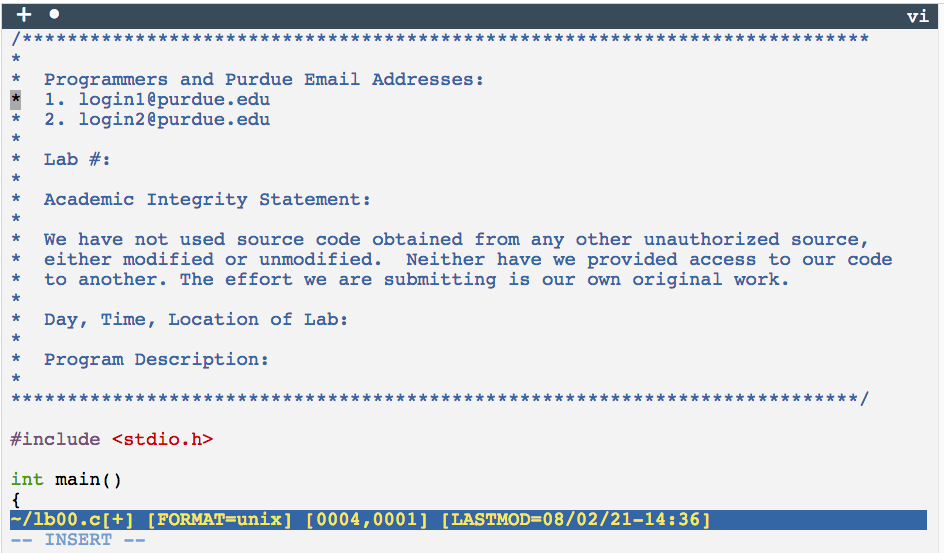 + • vi
/***************************************************************************
*
*  Programmers and Purdue Email Addresses:
*  1. login1@purdue.edu
*  2. login2@purdue.edu
*
*  Lab #:
*
*  Academic Integrity Statement:
*
*  We have not used source code obtained from any other unauthorized source,
*  either modified or unmodified.  Neither have we provided access to our code
*  to another. The effort we are submitting is our own original work.
*
*  Day, Time, Location of Lab:
*
*  Program Description:
*
***************************************************************************/
#include <stdio.h>
int main()
{
~/lb00.c[+] [FORMAT=unix] [0004,0001] [LASTMOD=08/02/21-14:36]
-- INSERT --